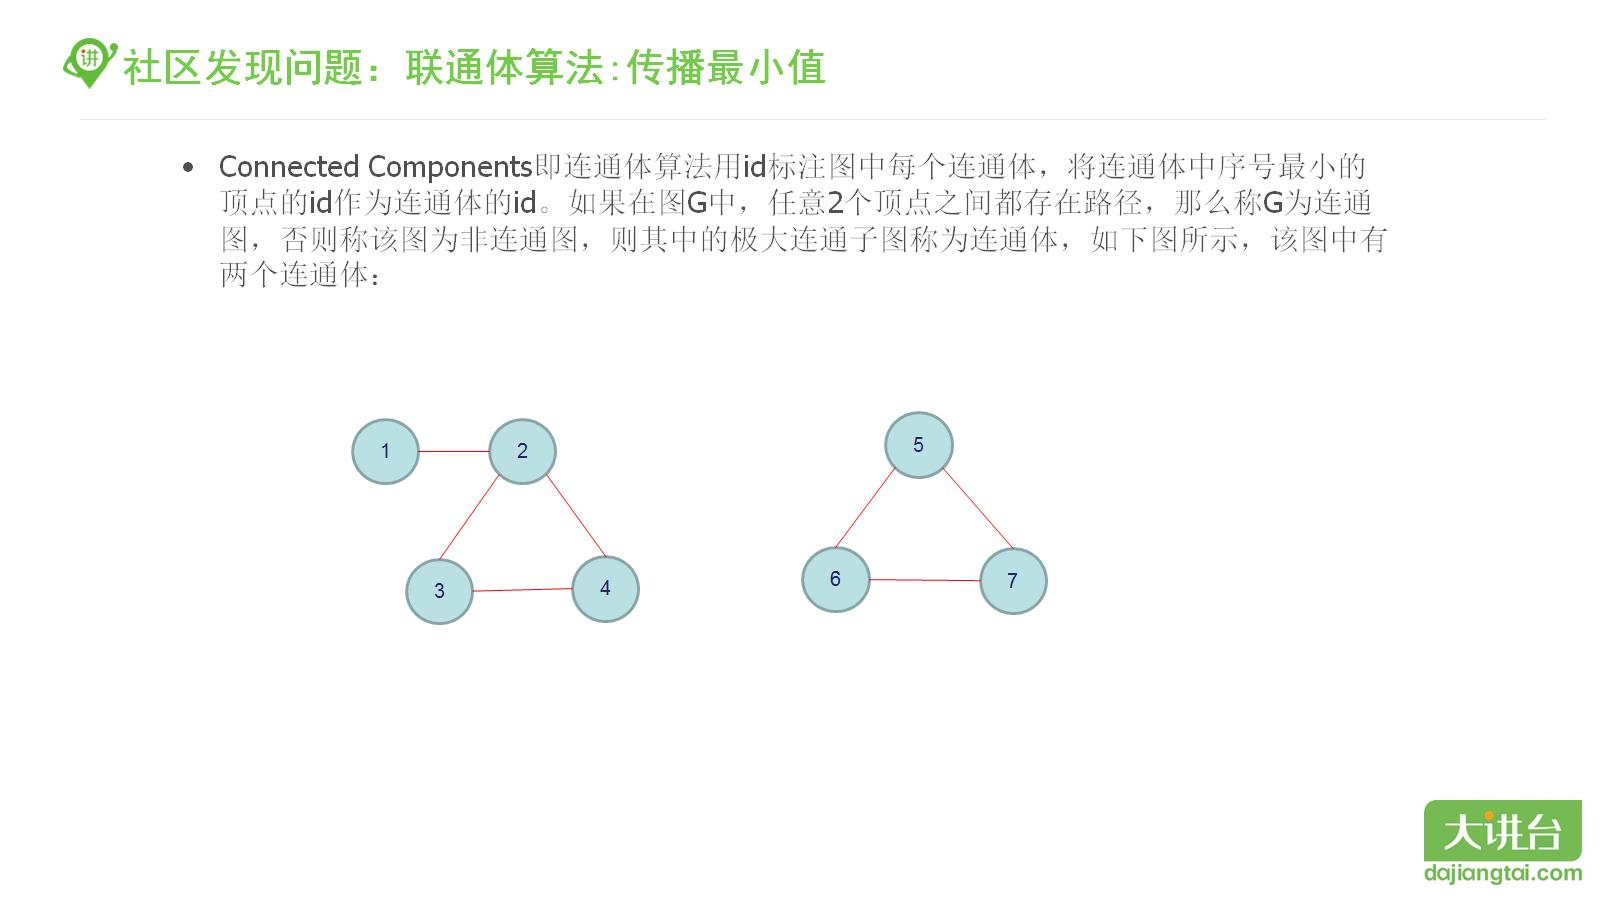 讲
社区发现问题：联通体算法:传播最小值
• Connected Components即连通体算法用id标注图中每个连通体，将连通体中序号最小的
顶点的id作为连通体的id。如果在图G中，任意2个顶点之间都存在路径，那么称G为连通
图，否则称该图为非连通图，则其中的极大连通子图称为连通体，如下图所示，该图中有
两个连通体：
1
2
3
4
5
6
7
大讲台
dajiangtai.com